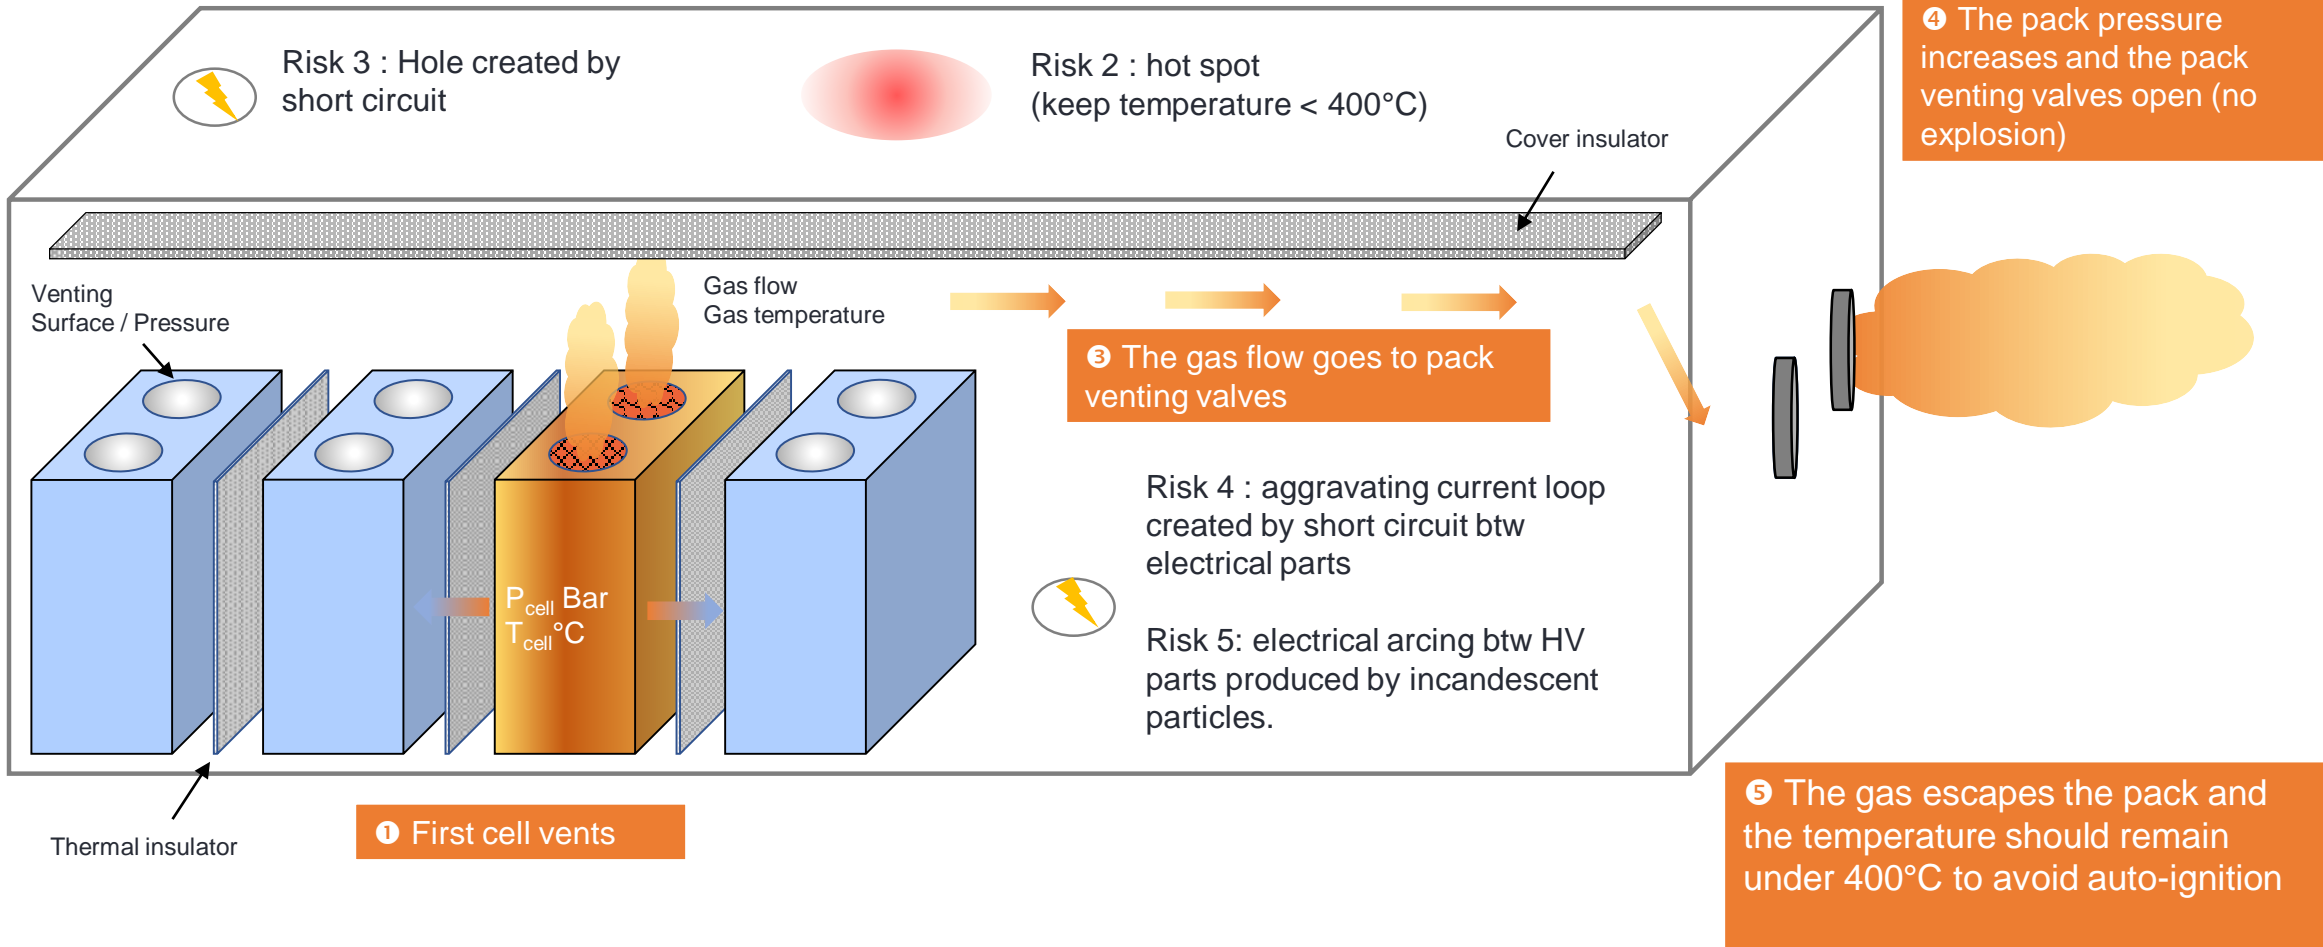 Risk 3 : Hole created by
short circuit
Risk 2 : hot spot
(keep temperature < 400°C)
❹ The pack pressure
increases and the pack
venting valves open (no
explosion)
Cover insulator
Venting
Surface / Pressure
Gas flow
Gas temperature
❸ The gas flow goes to pack
venting valves
Risk 4 : aggravating current loop
created by short circuit btw
electrical parts
P cell Bar
T cell °C
Risk 5: electrical arcing btw HV
parts produced by incandescent
particles.
Thermal insulator
❶ First cell vents
❺ The gas escapes the pack and
the temperature should remain
under 400°C to avoid auto-ignition